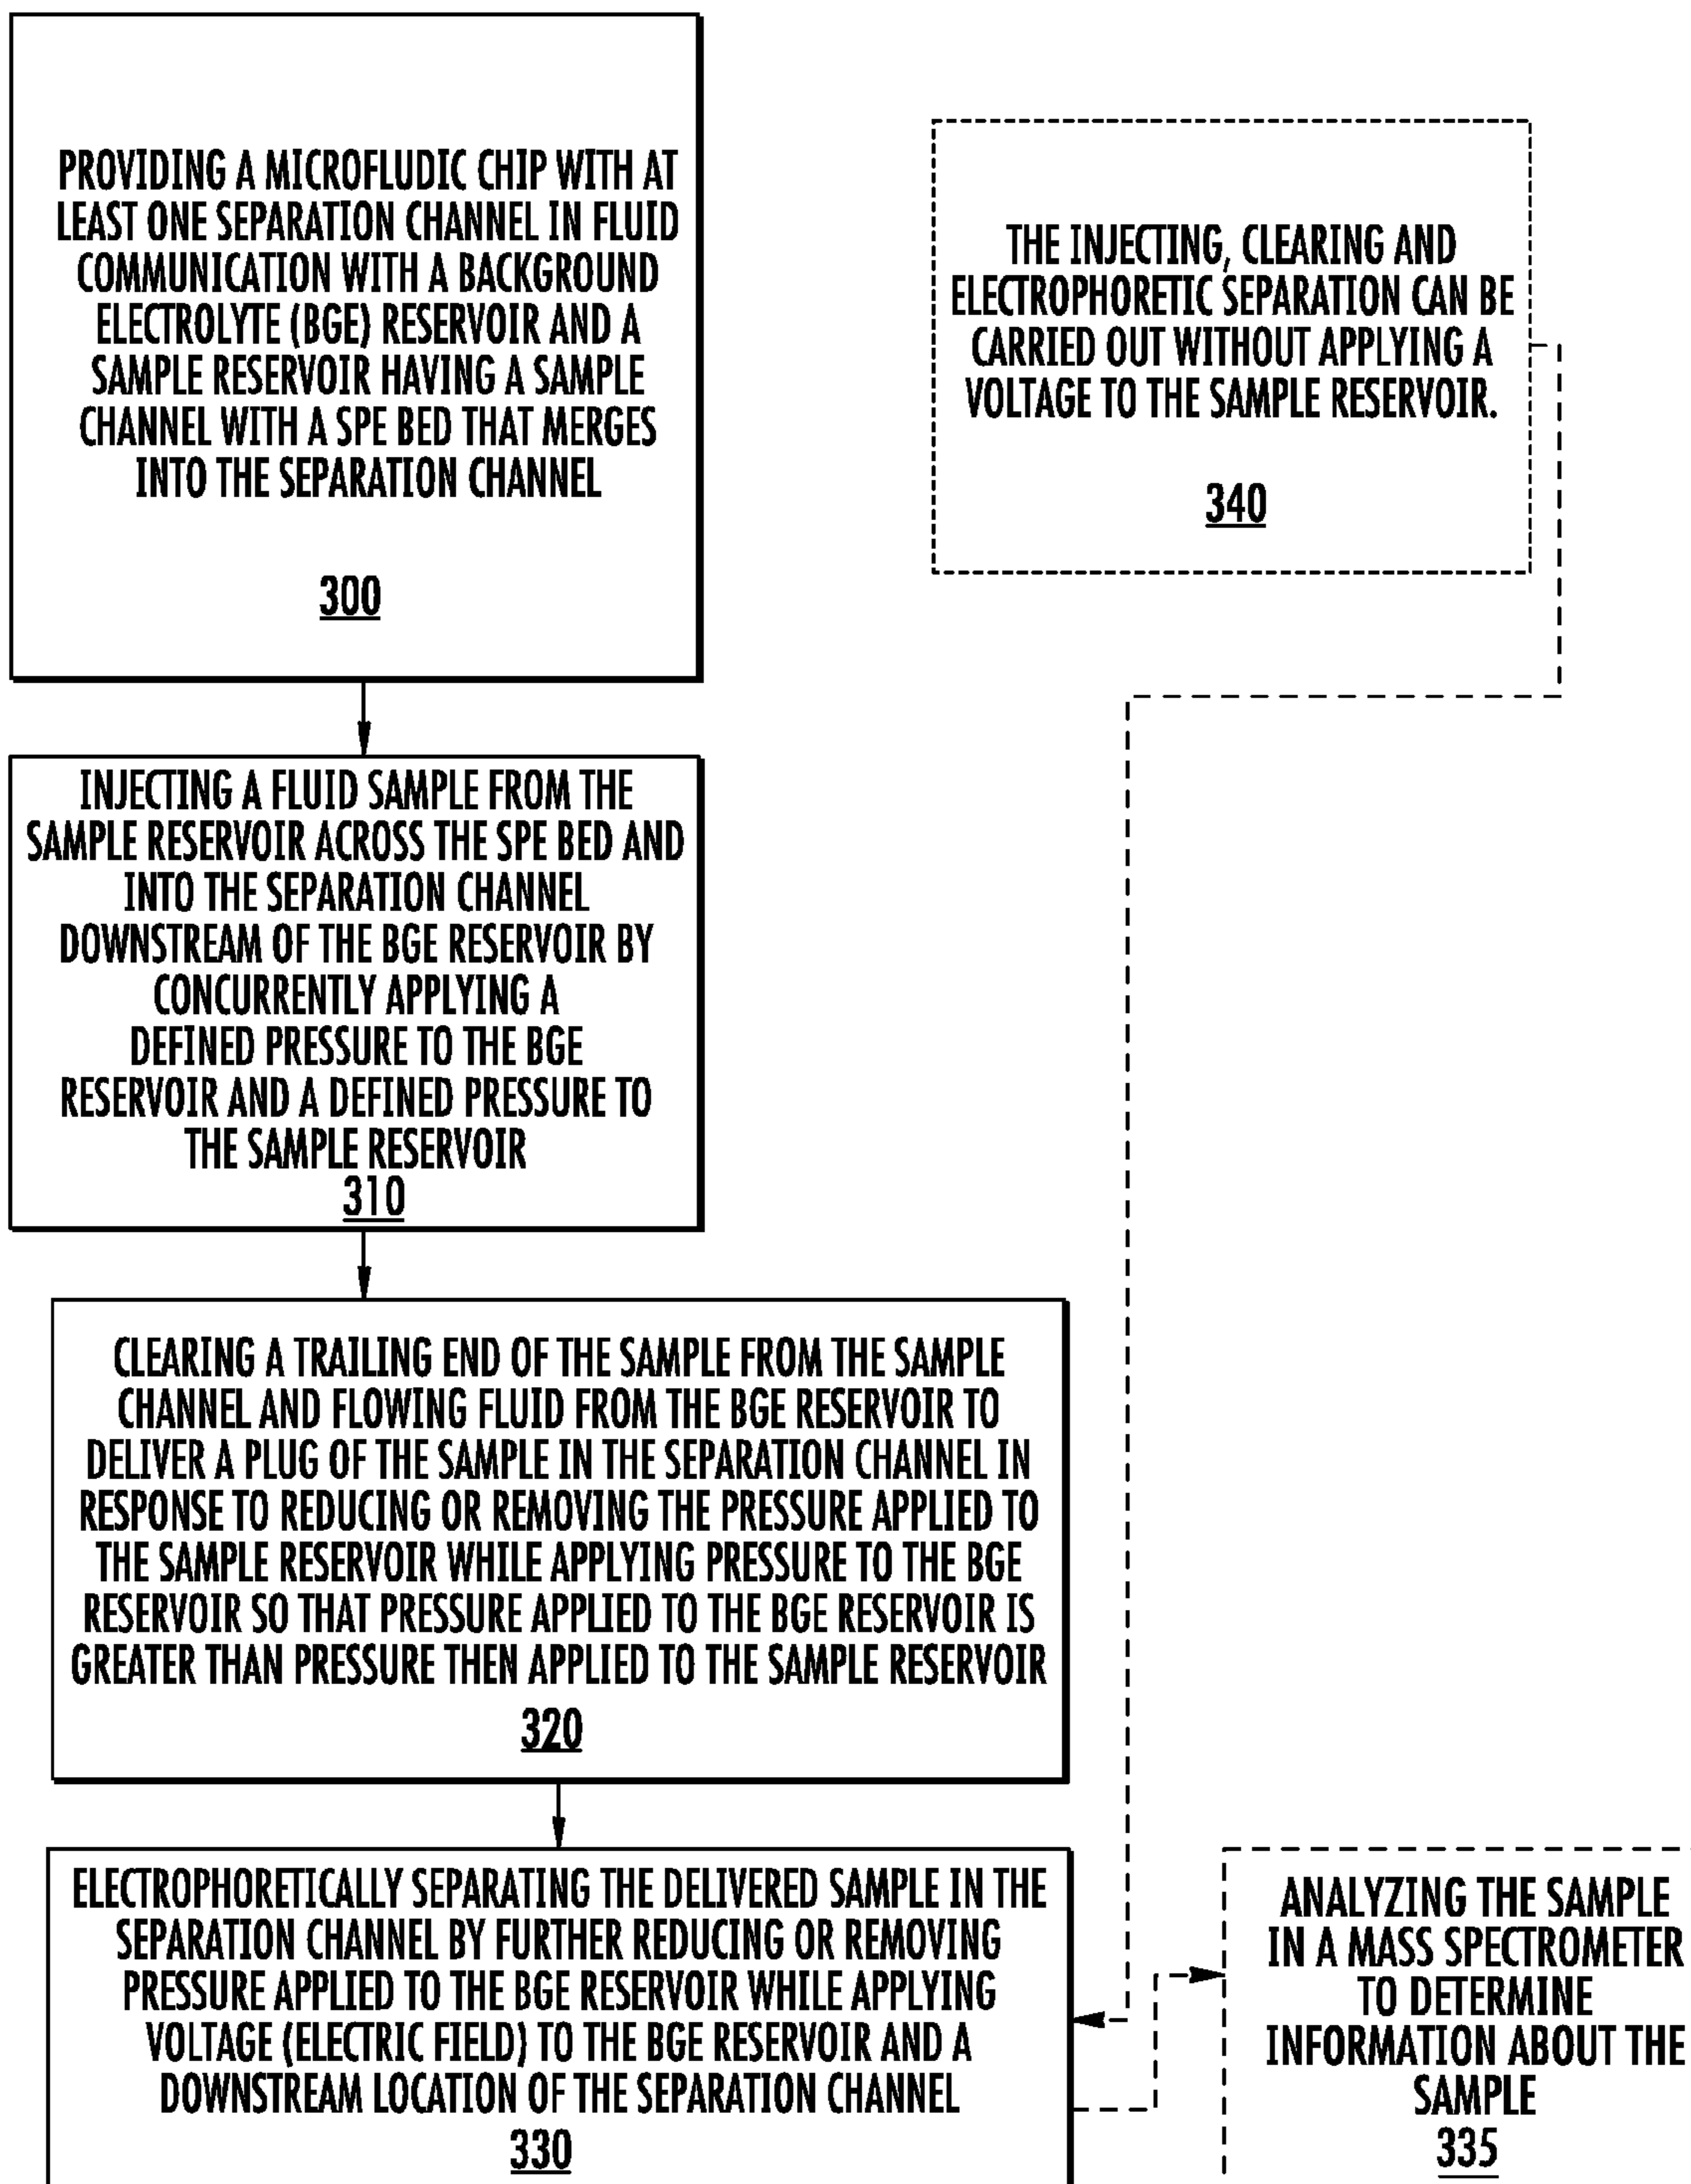 PROVIDING A MICROFLUDIC CHIP WITH AT
LEAST ONE SEPARATION CHANNEL IN FLUID
COMMUNICATION WITH A BACKGROUND
ELECTROLYTE (BGE) RESERVOIR AND A
SAMPLE RESERVOIR HAVING A SAMPLE
CHANNEL WITH A SPE BED THAT MERGES
INTO THE SEPARATION CHANNEL
300
THE INJECTING, CLEARING AND
ELECTROPHORETIC SEPARATION CAN BE
CARRIED OUT WITHOUT APPLYING A
VOLTAGE TO THE SAMPLE RESERVOIR.
340
INJECTING A FLUID SAMPLE FROM THE
SAMPLE RESERVOIR ACROSS THE SPE BED AND
INTO THE SEPARATION CHANNEL
DOWNSTREAM OF THE BGE RESERVOIR BY
CONCURRENTLY APPLYING A
DEFINED PRESSURE TO THE BGE
RESERVOIR AND A DEFINED PRESSURE TO
THE SAMPLE RESERVOIR
310
CLEARING A TRAILING END OF THE SAMPLE FROM THE SAMPLE
CHANNEL AND FLOWING FLUID FROM THE BGE RESERVOIR TO
DELIVER A PLUG OF THE SAMPLE IN THE SEPARATION CHANNEL IN
RESPONSE TO REDUCING OR REMOVING THE PRESSURE APPLIED TO
THE SAMPLE RESERVOIR WHILE APPLYING PRESSURE TO THE BGE
RESERVOIR SO THAT PRESSURE APPLIED TO THE BGE RESERVOIR IS
GREATER THAN PRESSURE THEN APPLIED TO THE SAMPLE RESERVOIR
320
ELECTROPHORETICALLY SEPARATING THE DELIVERED SAMPLE IN THE
SEPARATION CHANNEL BY FURTHER REDUCING OR REMOVING
PRESSURE APPLIED TO THE BGE RESERVOIR WHILE APPLYING
VOLTAGE (ELECTRIC FIELD) TO THE BGE RESERVOIR AND A
DOWNSTREAM LOCATION OF THE SEPARATION CHANNEL
330
ANALYZING THE SAMPLE
IN A MASS SPECTROMETER
TO DETERMINE
INFORMATION ABOUT THE
SAMPLE
335